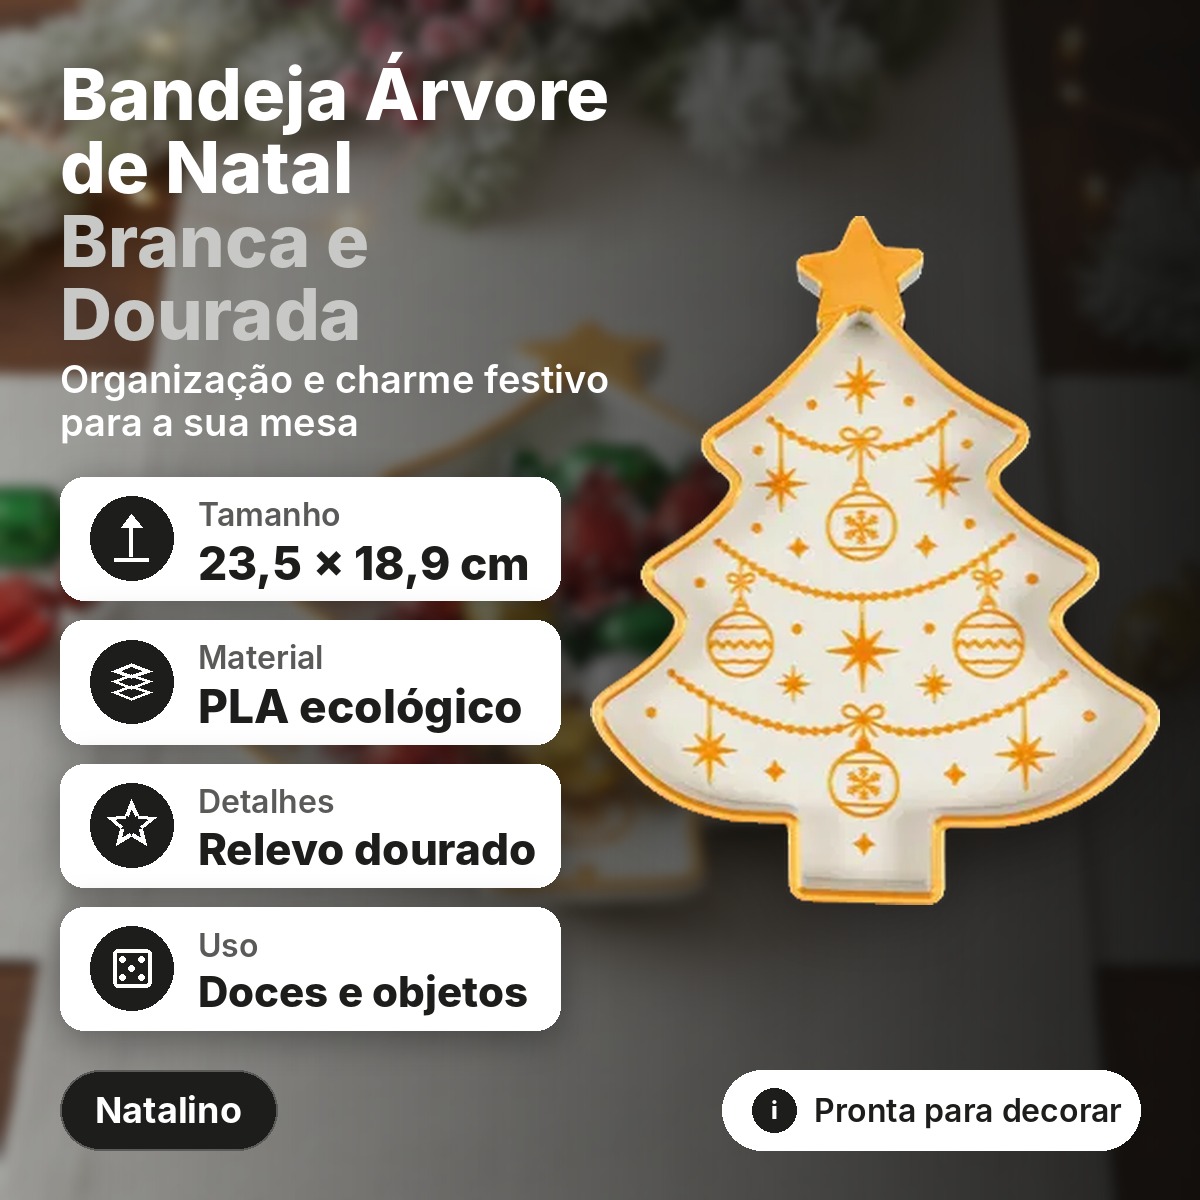 Bandeja Árvore
de Natal
Branca e
Dourada
Organização e charme festivo
para a sua mesa
Tamanho
23,5 × 18,9 cm
Material
PLA ecológico
Detalhes
Relevo dourado
Uso
Doces e objetos
Natalino
i Pronta para decorar